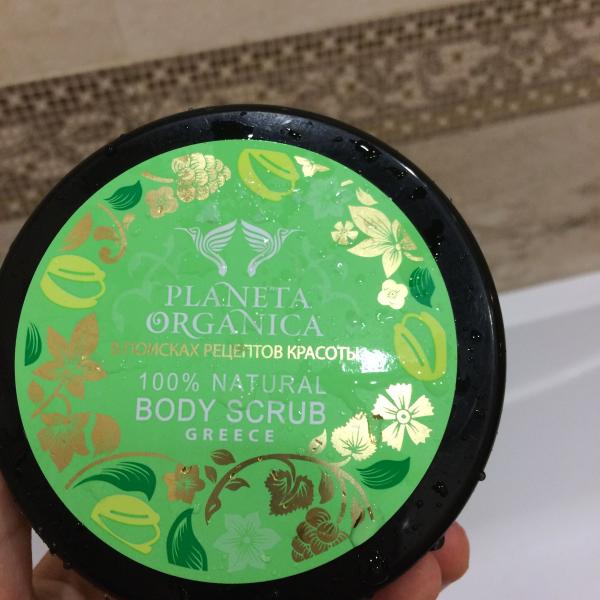 PLANETA
ORGANICA
В ПОИСКАХ РЕЦЕПТОВ КРАСОТЫ
100% NATURAL
BODY SCRUB
GREECE